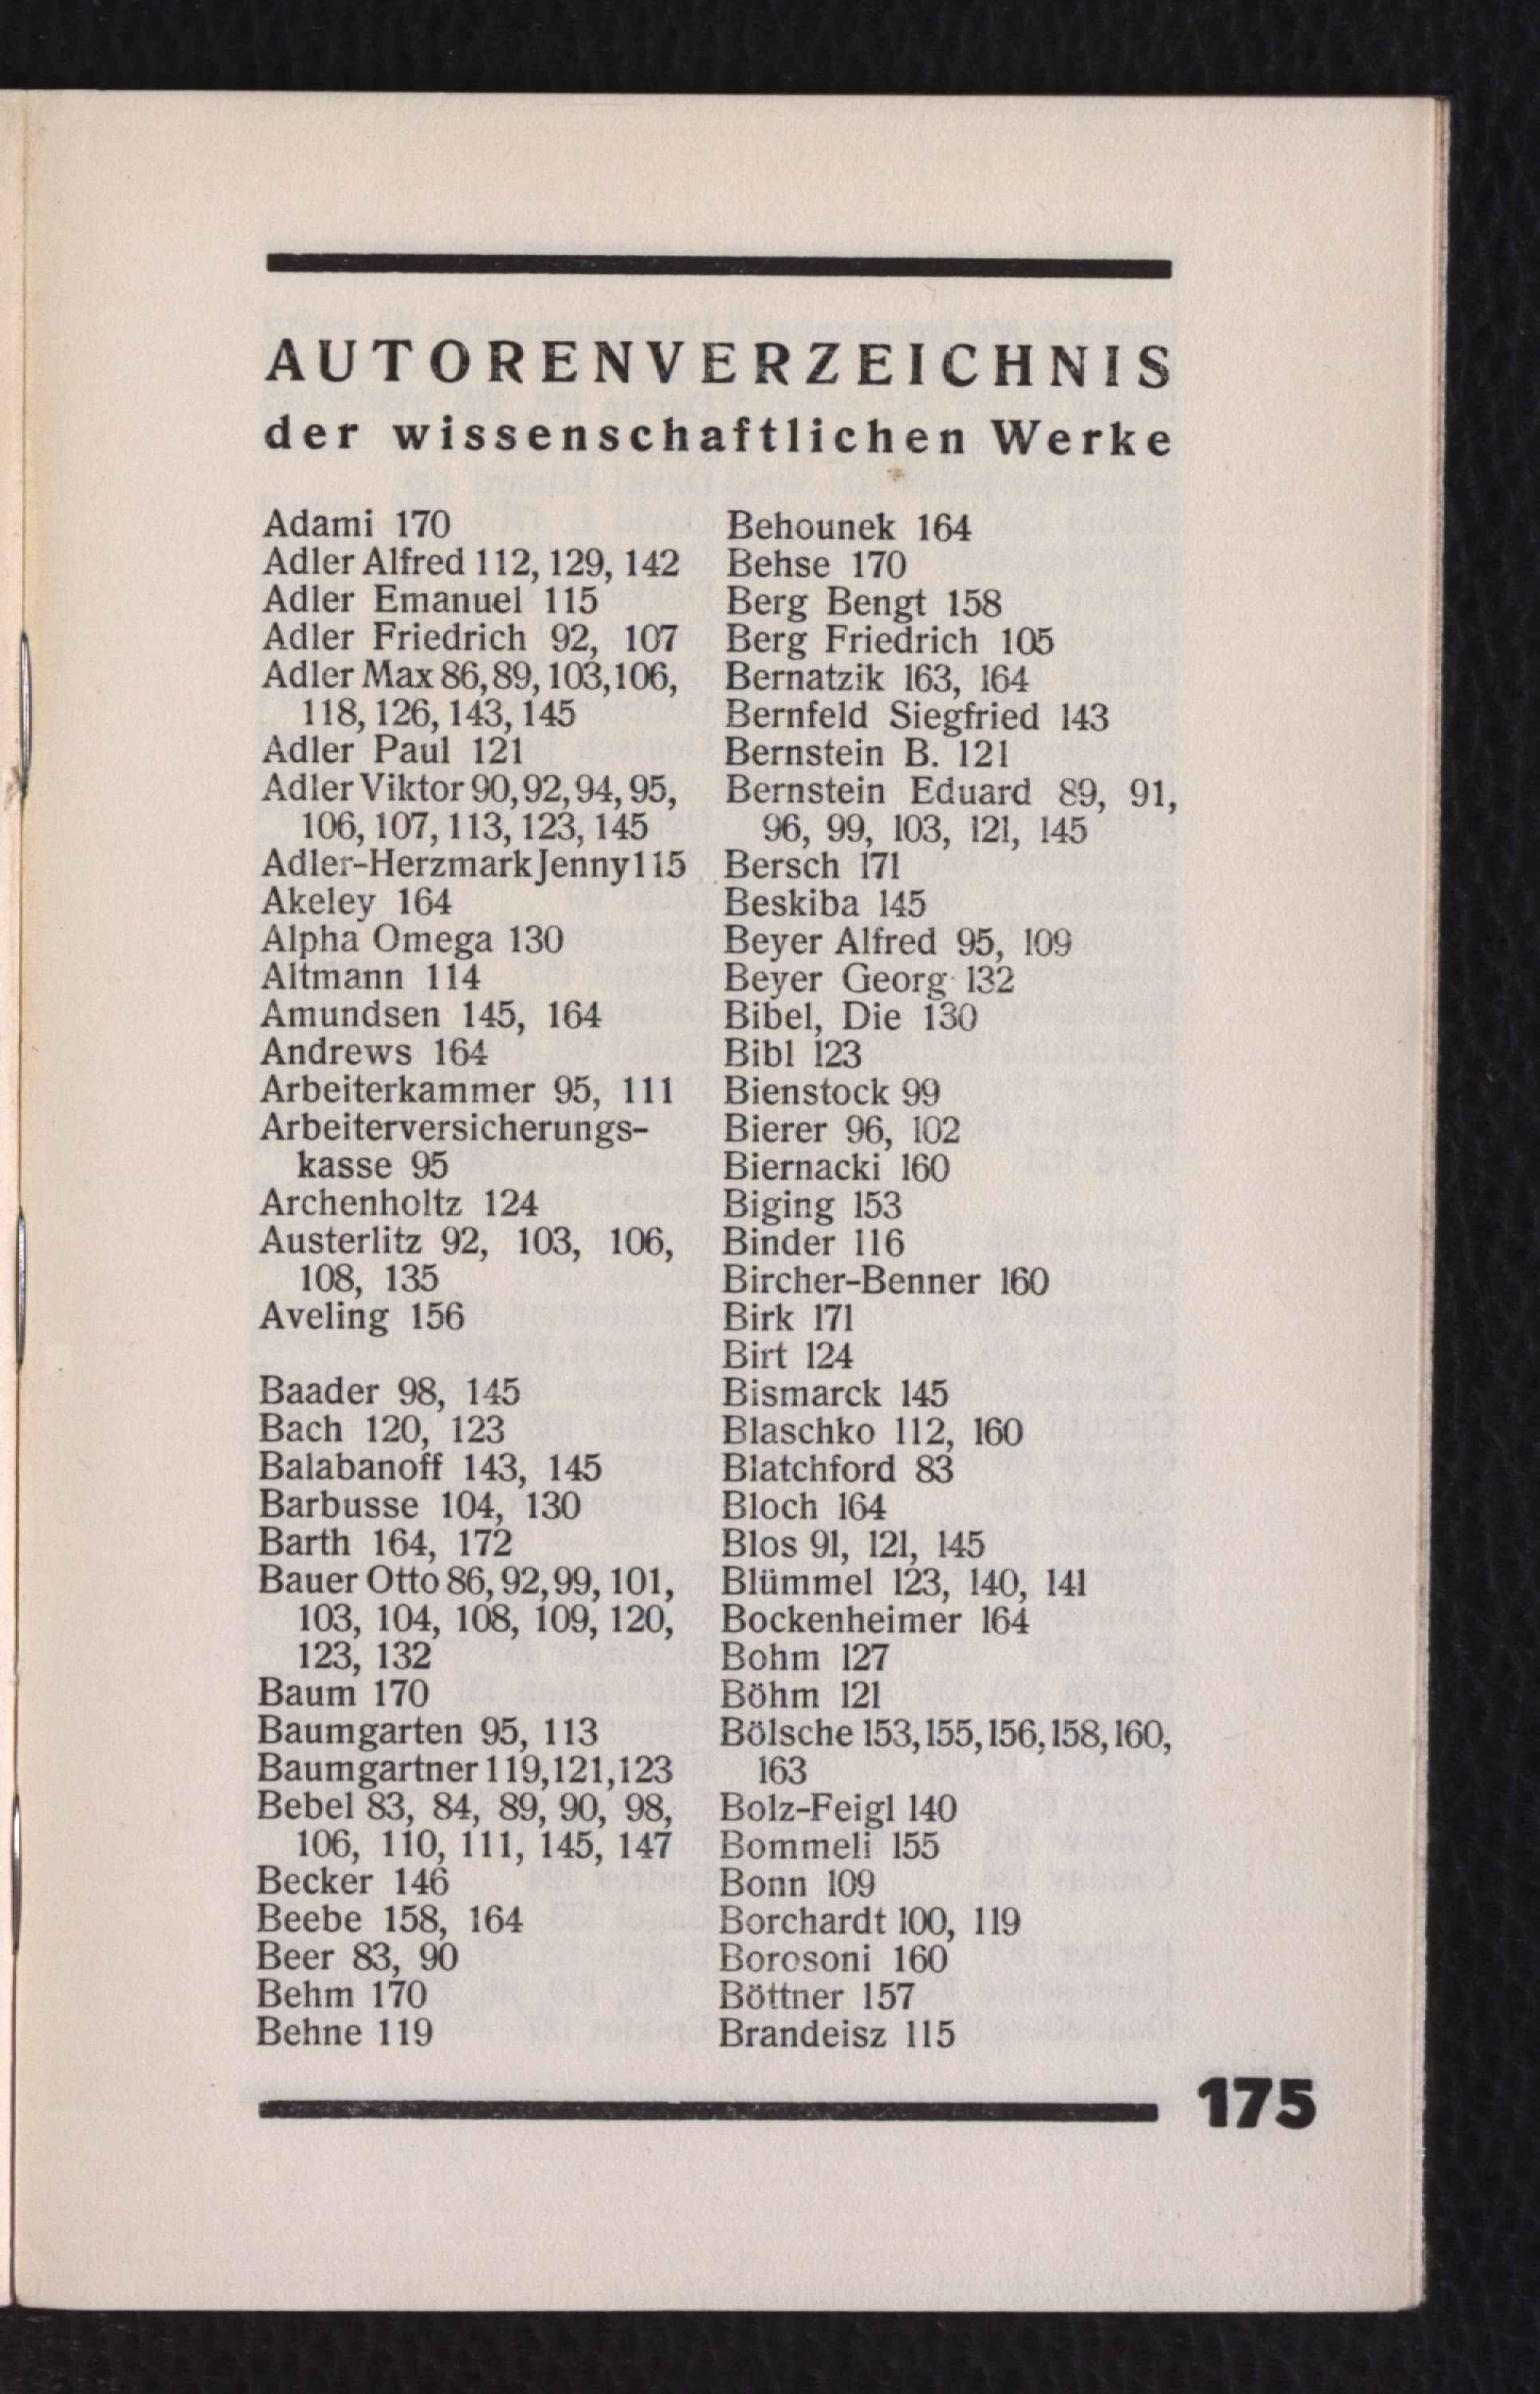 AUTORENVERZEICHNIS
der wissenschaftlichen Werke
Adami 170
Adler Alfred 112, 129, 142
Adler Emanuel 115
Adler Friedrich 92, 107
Adler Max 86, 89, 103, 106,
118, 126, 143, 145
Adler Paul 121
Adler Viktor 90, 92, 94, 95,
106, 107, 113, 123, 145
Adler-Herzmark Jenny 115
Akeley 164
Alpha Omega 130
Altmann 114
Amundsen 145, 164
Andrews 164
Arbeiterkammer 95, 111
Arbeiterversicherungs-
kasse 95
Archenholtz 124
Austerlitz 92, 103, 106,
108, 135
Aveling 156
Baader 98, 145
Bach 120, 123
Balabanoff 143, 145
Barbusse 104, 130
Barth 164, 172
Bauer Otto 86, 92, 99, 101,
103, 104, 108, 109, 120,
123, 132
Baum 170
Baumgarten 95, 113
Baumgartner 119, 121, 123
Bebel 83, 84, 89, 90, 98,
106, 110, 111, 145, 147
Becker 146
Beebe 158, 164
Beer 83, 90
Behm 170
Behne 119
Behounek 164
Behse 170
Berg Bengt 158
Berg Friedrich 105
Bernatzik 163, 164
Bernfeld Siegfried 143
Bernstein B. 121
Bernstein Eduard 89, 91,
96, 99, 103, 121, 145
Bersch 171
Beskiba 145
Beyer Alfred 95, 109
Beyer Georg 132
Bibel, Die 130
Bibl 123
Bienstock 99
Bierer 96, 102
Biernacki 160
Biging 153
Binder 116
Bircher-Benner 160
Birk 171
Birt 124
Bismarck 145
Blaschko 112, 160
Blatchford 83
Bloch 164
Blos 91, 121, 145
Blümmel 123, 140, 141
Bockenheimer 164
Bohm 127
Böhm 121
Bölsche 153, 155, 156, 158, 160,
163
Bolz-Feigl 140
Bommeli 155
Bonn 109
Borchardt 100, 119
Borosoni 160
Böttner 157
Brandeisz 115
175